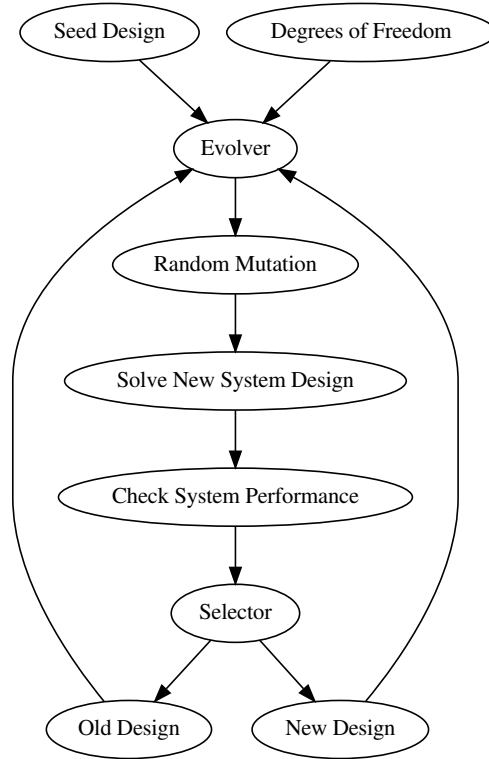 Seed Design
Degrees of Freedom
Evolver
Random Mutation
Solve New System Design
Check System Performance
Selector
Old Design
New Design